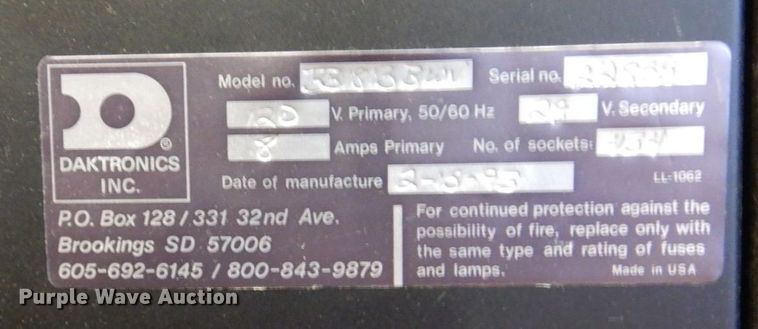 DAKTRONICS
INC.
®
Model no. Serial no.
120 V. Primary, 50/60 Hz V. Secondary
8 Amps Primary No. of sockets:
Date of manufacture
LL-1062
P.O. Box 128 / 331 32nd Ave.
Brookings SD 57006
605-692-6145 / 800-843-9879
For continued protection against the
possibility of fire, replace only with
the same type and rating of fuses
and lamps. Made in USA
Purple Wave Auction